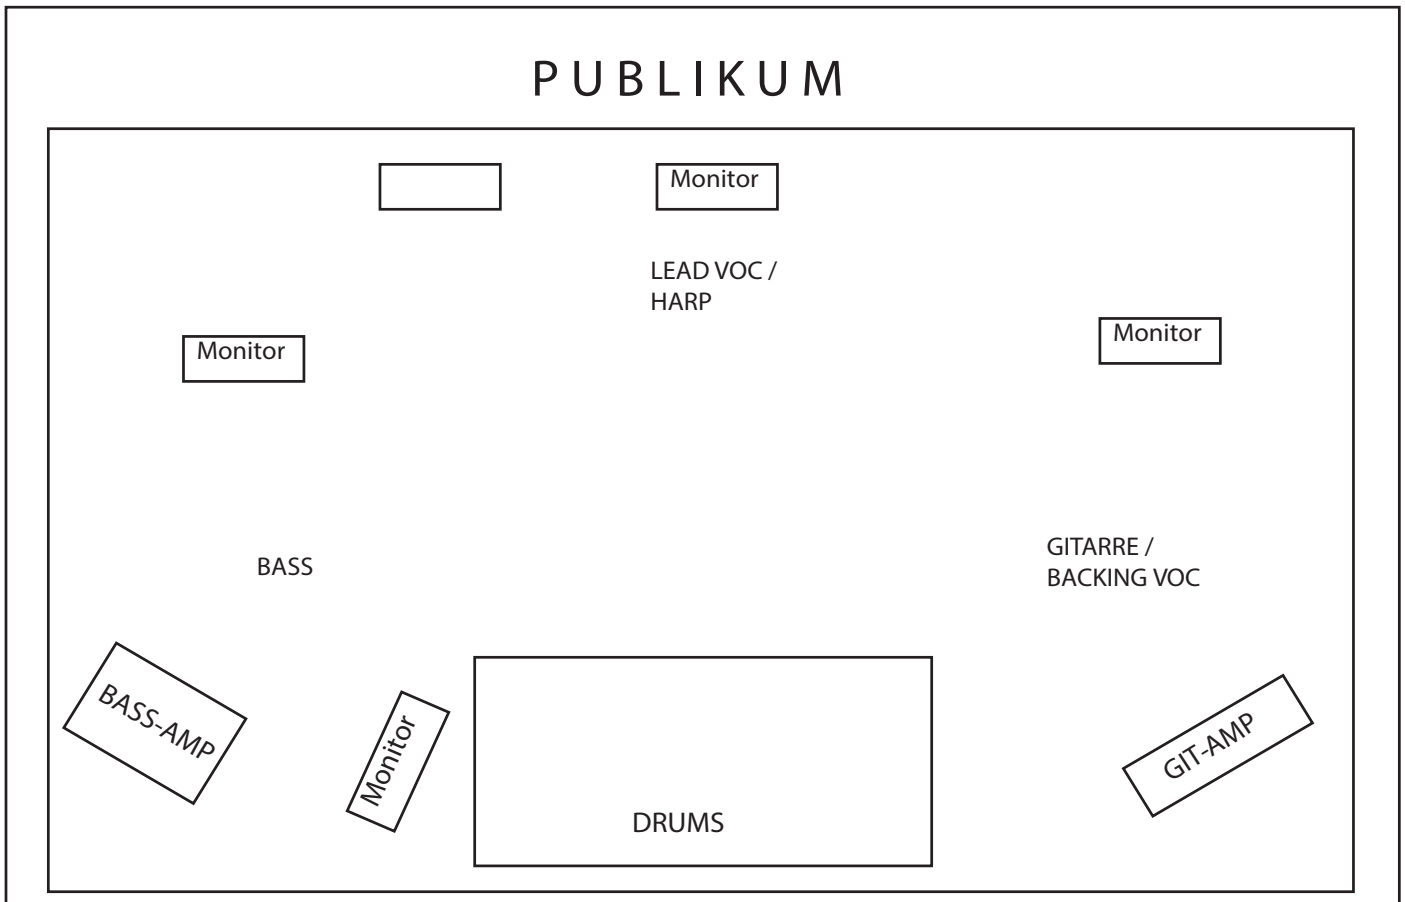 PUBLIKUM
Monitor
LEAD VOC /
HARP
Monitor
Monitor
BASS
GITARRE /
BACKING VOC
BASS-AMP
Monitor
GIT-AMP
DRUMS